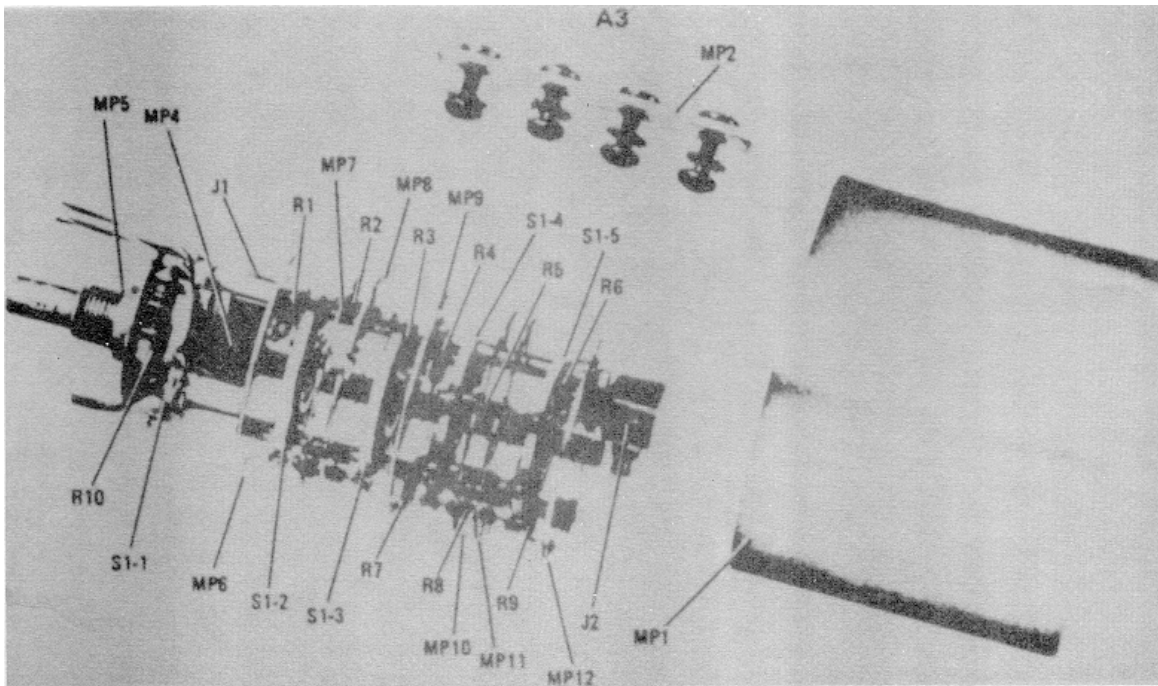 A3
MP2
MP5
MP4
J1
R1
MP7
R2
MP8
R3
MP9
R4
S1-4
R5
S1-5
R6
R10
S1-1
MP6
S1-2
S1-3
R7
R8
MP10
MP11
R9
MP12
J2
MP1